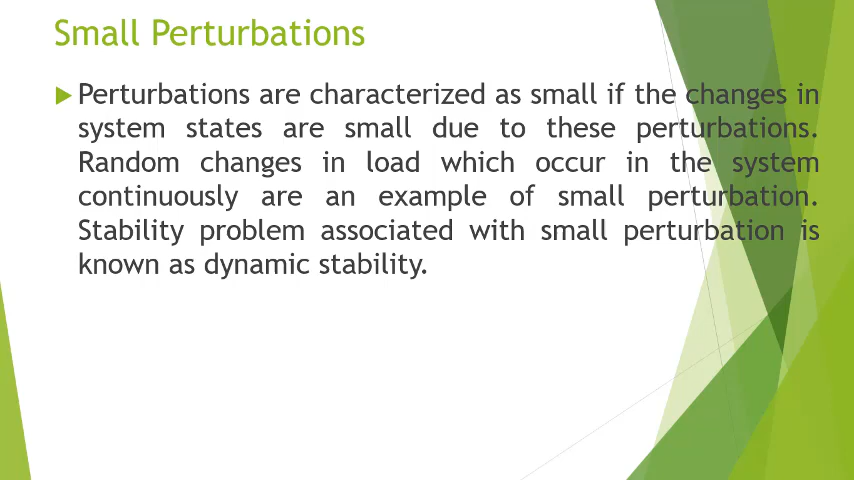 Small Perturbations
Perturbations are characterized as small if the changes in
system states are small due to these perturbations.
Random changes in load which occur in the system
continuously are an example of small perturbation.
Stability problem associated with small perturbation is
known as dynamic stability.